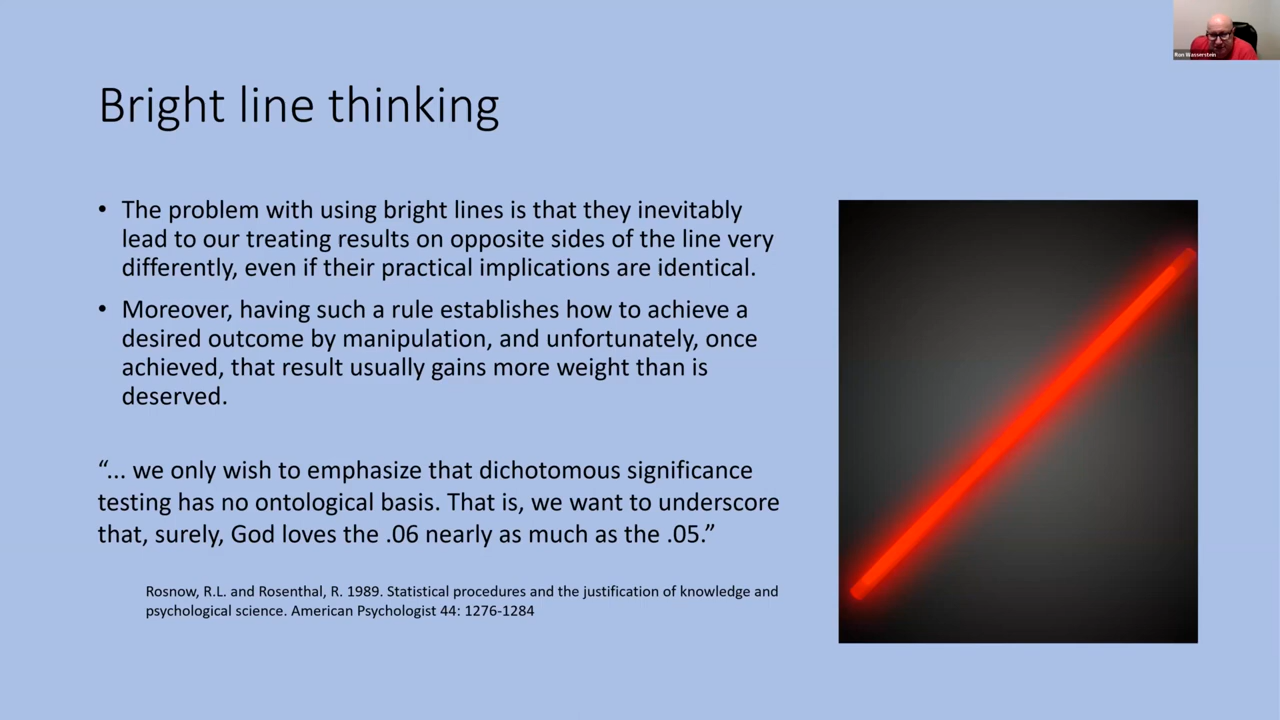 Ron Wasserstein
Bright line thinking
• The problem with using bright lines is that they inevitably
lead to our treating results on opposite sides of the line very
differently, even if their practical implications are identical.
• Moreover, having such a rule establishes how to achieve a
desired outcome by manipulation, and unfortunately, once
achieved, that result usually gains more weight than is
deserved.
“... we only wish to emphasize that dichotomous significance
testing has no ontological basis. That is, we want to underscore
that, surely, God loves the .06 nearly as much as the .05.”
Rosnow, R.L. and Rosenthal, R. 1989. Statistical procedures and the justification of knowledge and
psychological science. American Psychologist 44: 1276-1284